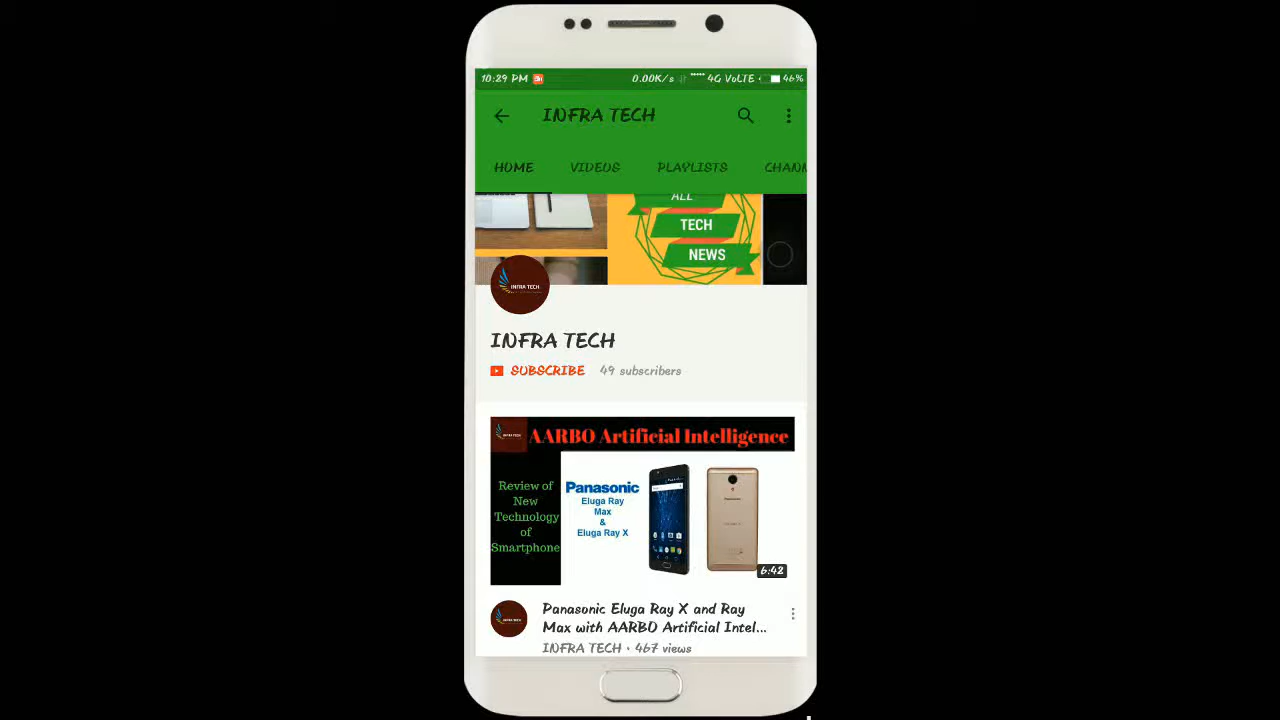 10:29 PM 0.00K/s 4G VoLTE 46%
INFRA TECH
HOME VIDEOS PLAYLISTS CHANN
ALL
TECH
NEWS
INFRA TECH
INFRA TECH
SUBSCRIBE 49 subscribers
INFRA TECH
AARBO Artificial Intelligence
Review of
New
Technology
of
Smartphone
Panasonic
Eluga Ray
Max
&
Eluga Ray X
6:42
Panasonic Eluga Ray X and Ray
Max with AARBO Artificial Intel...
INFRA TECH • 467 views